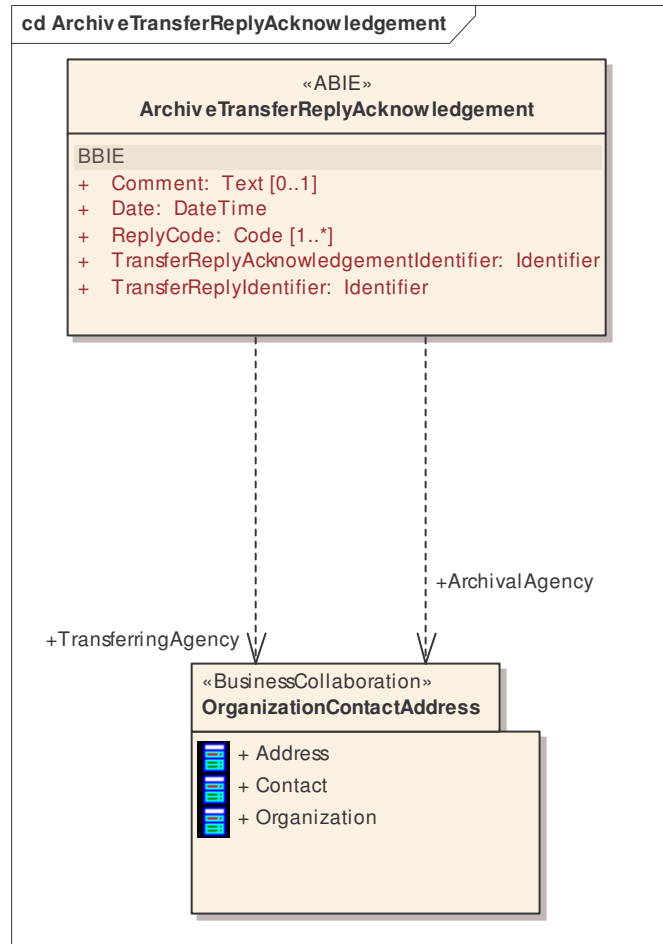 cd ArchiveTransferReplyAcknowledgement
«ABIE»
ArchiveTransferReplyAcknowledgement
BBIE
+ Comment: Text [0..1]
+ Date: DateTime
+ ReplyCode: Code [1..*]
+ TransferReplyAcknowledgementIdentifier: Identifier
+ TransferReplyIdentifier: Identifier
+ArchivalAgency
+TransferringAgency
«BusinessCollaboration»
OrganizationContactAddress
+ Address
+ Contact
+ Organization